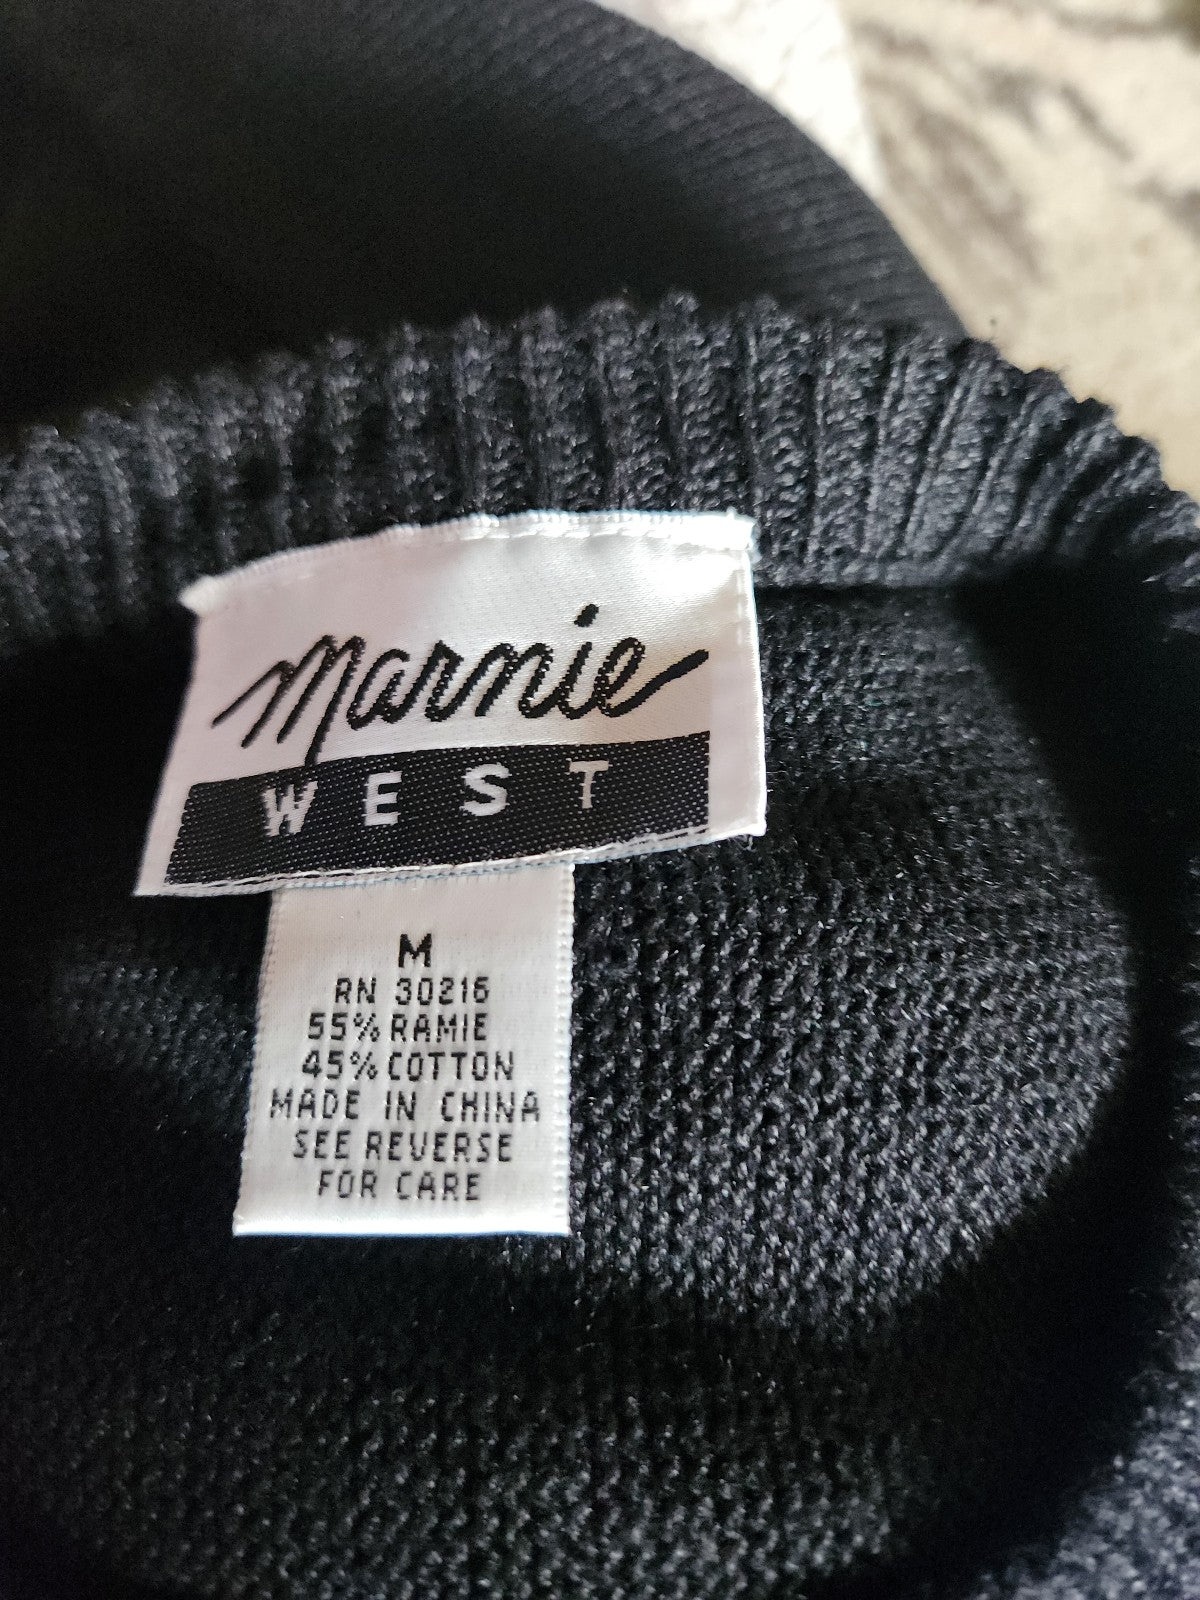 Marnie
WEST
M
RN 30216
55% RAMIE
45% COTTON
MADE IN CHINA
SEE REVERSE
FOR CARE